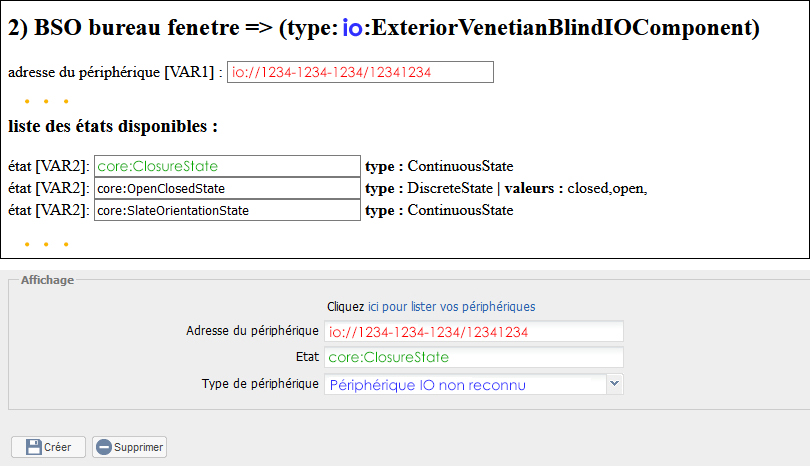 2) BSO bureau fenetre => (type: io:ExteriorVenetianBlindIOComponent)
adresse du périphérique [VAR1] : io://1234-1234-1234/12341234
. . .
liste des états disponibles :
état [VAR2]: core:ClosureState type : ContinuousState
état [VAR2]: core:OpenClosedState type : DiscreteState | valeurs : closed,open,
état [VAR2]: core:SlateOrientationState type : ContinuousState
. . .
Affichage
Cliquez ici pour lister vos périphériques
Adresse du périphérique io://1234-1234-1234/12341234
Etat core:ClosureState
Type de périphérique Périphérique IO non reconnu
Créer Supprimer